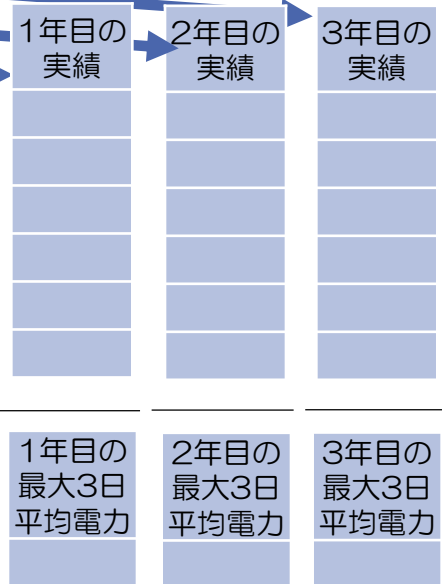 1年目の
実績
2年目の
実績
3年目の
実績
1年目の
最大3日
平均電力
2年目の
最大3日
平均電力
3年目の
最大3日
平均電力